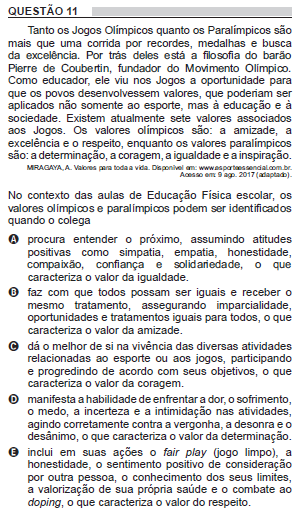 QUESTÃO 11
Tanto os Jogos Olímpicos quanto os Paralímpicos são
mais que uma corrida por recordes, medalhas e busca
da excelência. Por trás deles está a filosofia do barão
Pierre de Coubertin, fundador do Movimento Olímpico.
Como educador, ele viu nos Jogos a oportunidade para
que os povos desenvolvessem valores, que poderiam ser
aplicados não somente ao esporte, mas à educação e à
sociedade. Existem atualmente sete valores associados
aos Jogos. Os valores olímpicos são: a amizade, a
excelência e o respeito, enquanto os valores paralímpicos
são: a determinação, a coragem, a igualdade e a inspiração.
MIRAGAYA, A. Valores para toda a vida. Disponível em: www.esporteessencial.com.br.
Acesso em: 9 ago. 2017 (adaptado).
No contexto das aulas de Educação Física escolar, os
valores olímpicos e paralímpicos podem ser identificados
quando o colega
A procura entender o próximo, assumindo atitudes
positivas como simpatia, empatia, honestidade,
compaixão, confiança e solidariedade, o que
caracteriza o valor da igualdade.
B faz com que todos possam ser iguais e receber o
mesmo tratamento, assegurando imparcialidade,
oportunidades e tratamentos iguais para todos, o que
caracteriza o valor da amizade.
C dá o melhor de si na vivência das diversas atividades
relacionadas ao esporte ou aos jogos, participando
e progredindo de acordo com seus objetivos, o que
caracteriza o valor da coragem.
D manifesta a habilidade de enfrentar a dor, o sofrimento,
o medo, a incerteza e a intimidação nas atividades,
agindo corretamente contra a vergonha, a desonra e o
desânimo, o que caracteriza o valor da determinação.
E inclui em suas ações o fair play (jogo limpo), a
honestidade, o sentimento positivo de consideração
por outra pessoa, o conhecimento dos seus limites,
a valorização de sua própria saúde e o combate ao
doping, o que caracteriza o valor do respeito.